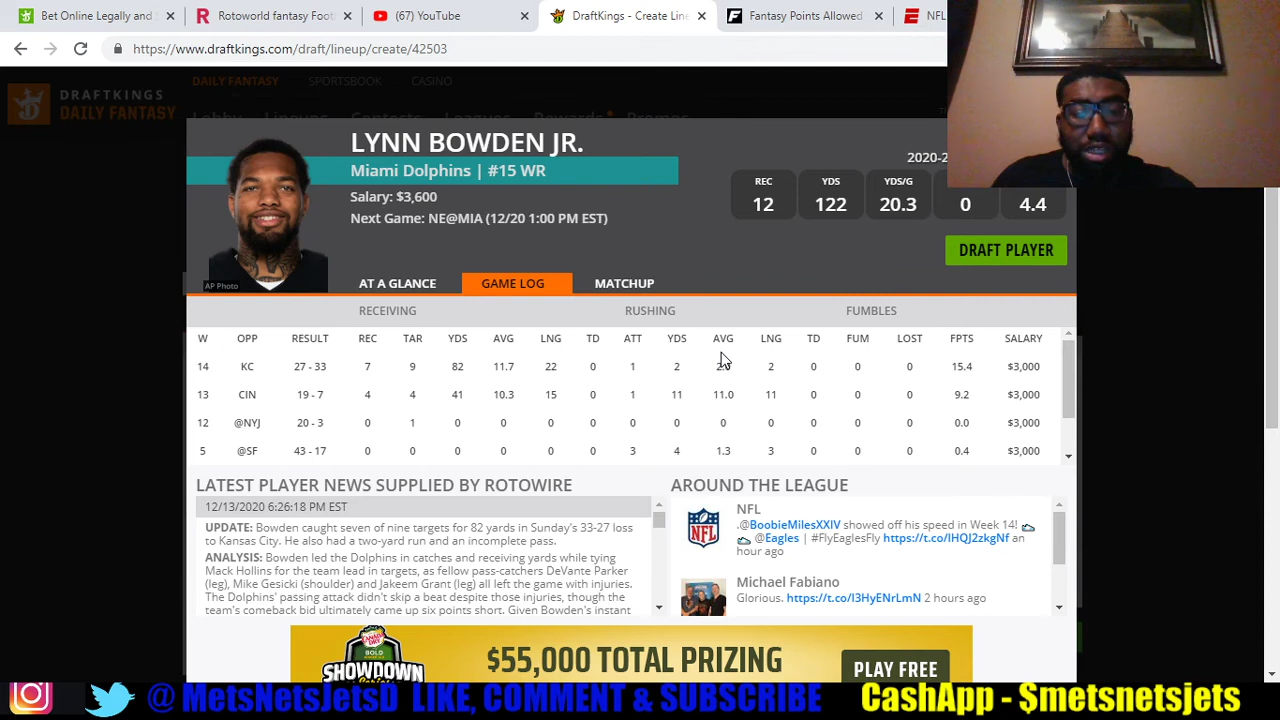 Bet Online Legally and
Rotoworld fantasy Foot
(67) YouTube
DraftKings - Create Line
Fantasy Points Allowed
NFL
https://www.draftkings.com/draft/lineup/create/42503
DAILY FANTASY SPORTSBOOK CASINO
DRAFTKINGS
DAILY FANTASY
LYNN BOWDEN JR.
Miami Dolphins | #15 WR
Salary: $3,600
Next Game: NE@MIA (12/20 1:00 PM EST)
REC YDS YDS/G
12 122 20.3 0 4.4
DRAFT PLAYER
AP Photo
AT A GLANCE GAME LOG MATCHUP
RECEIVING RUSHING FUMBLES
W OPP RESULT REC TAR YDS AVG LNG TD ATT YDS AVG LNG TD FUM LOST FPTS SALARY
14 KC 27 - 33 7 9 82 11.7 22 0 1 2 2 0 0 0 15.4 $3,000
13 CIN 19 - 7 4 4 41 10.3 15 0 1 11 11.0 11 0 0 0 9.2 $3,000
12 @NYJ 20 - 3 0 1 0 0 0 0 0 0 0 0 0 0 0 0.0 $3,000
5 @SF 43 - 17 0 0 0 0 0 0 3 4 1.3 3 0 0 0 0.4 $3,000
LATEST PLAYER NEWS SUPPLIED BY ROTOWIRE
12/13/2020 6:26:18 PM EST
UPDATE: Bowden caught seven of nine targets for 82 yards in Sunday's 33-27 loss
to Kansas City. He also had a two-yard run and an incomplete pass.
ANALYSIS: Bowden led the Dolphins in catches and receiving yards while tying
Mack Hollins for the team lead in targets, as fellow pass-catchers DeVante Parker
(leg), Mike Gesicki (shoulder) and Jakeem Grant (leg) all left the game with injuries.
The Dolphins' passing attack didn't skip a beat despite those injuries, though the
team's comeback bid ultimately came up six points short. Given Bowden's instant
AROUND THE LEAGUE
NFL
.@BoobieMilesXXIV showed off his speed in Week 14!
@Eagles | #FlyEaglesFly https://t.co/IHQJ2zkgNf an
hour ago
Michael Fabiano
Glorious. https://t.co/I3HyENrLmN 2 hours ago
CANADA DRY
BOLD
SHOWDOWN
$55,000 TOTAL PRIZING
PLAY FREE
@MetsNetsJetsD LIKE, COMMENT & SUBSCRIBE CashApp - $metsnetsjets